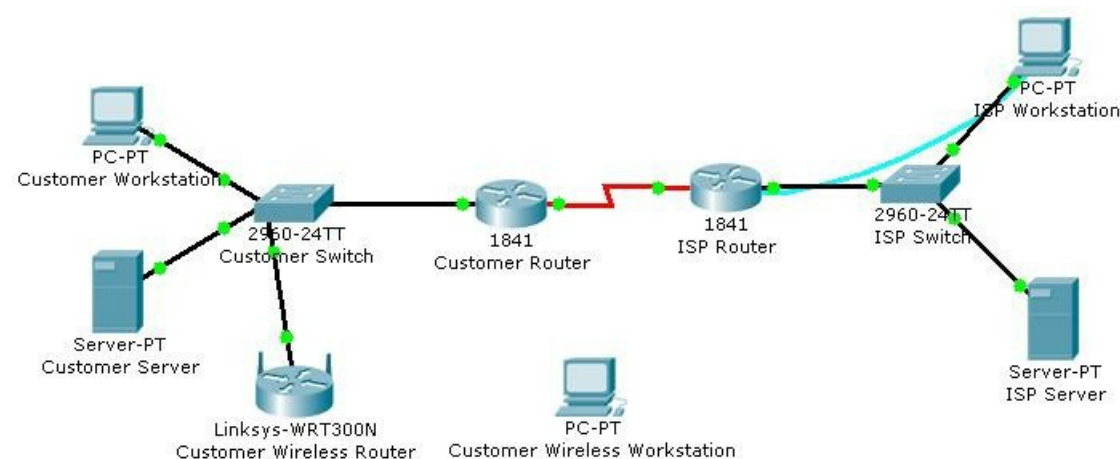 PC-PT
ISP Workstation
PC-PT
Customer Workstation
2960-24TT
Customer Switch
1841
Customer Router
1841
ISP Router
2960-24TT
ISP Switch
Server-PT
Customer Server
Server-PT
ISP Server
Linksys-WRT300N
Customer Wireless Router
PC-PT
Customer Wireless Workstation